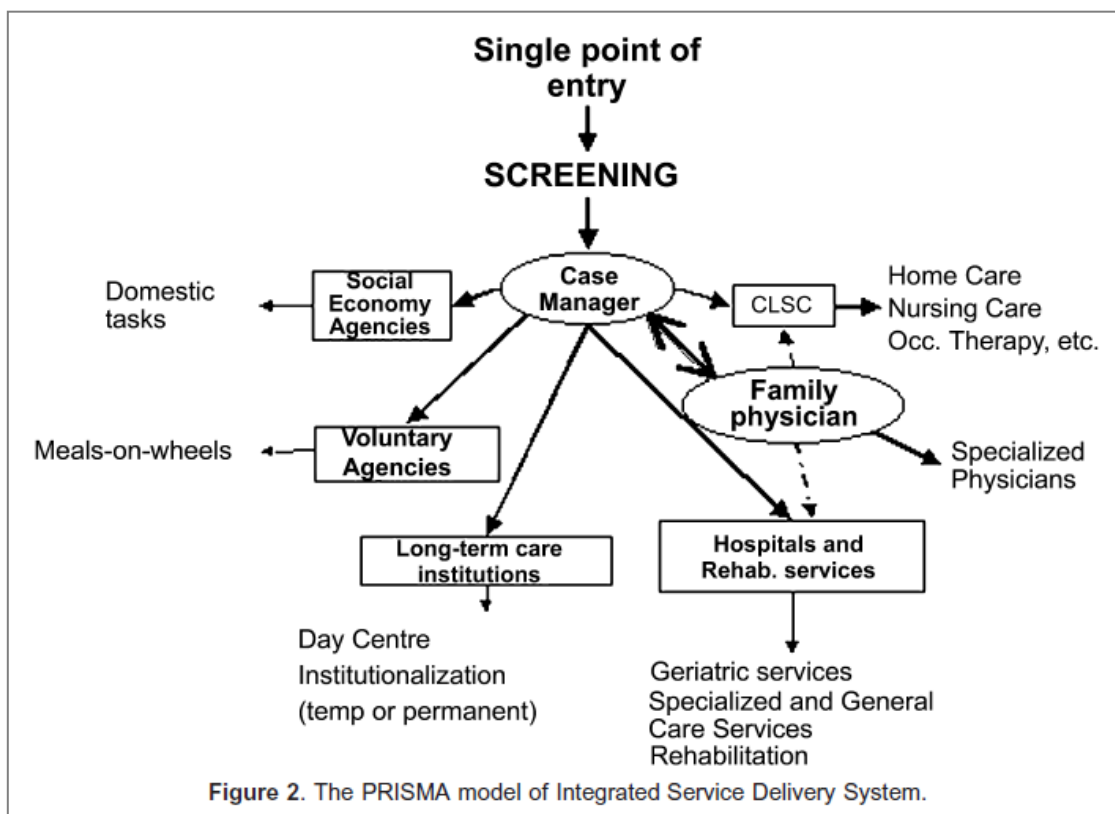 Single point of
entry
SCREENING
Case
Manager
Social
Economy
Agencies
Domestic
tasks
CLSC
Home Care
Nursing Care
Occ. Therapy, etc.
Family
physician
Specialized
Physicians
Voluntary
Agencies
Meals-on-wheels
Long-term care
institutions
Day Centre
Institutionalization
(temp or permanent)
Hospitals and
Rehab. services
Geriatric services
Specialized and General
Care Services
Rehabilitation
Figure 2. The PRISMA model of Integrated Service Delivery System.